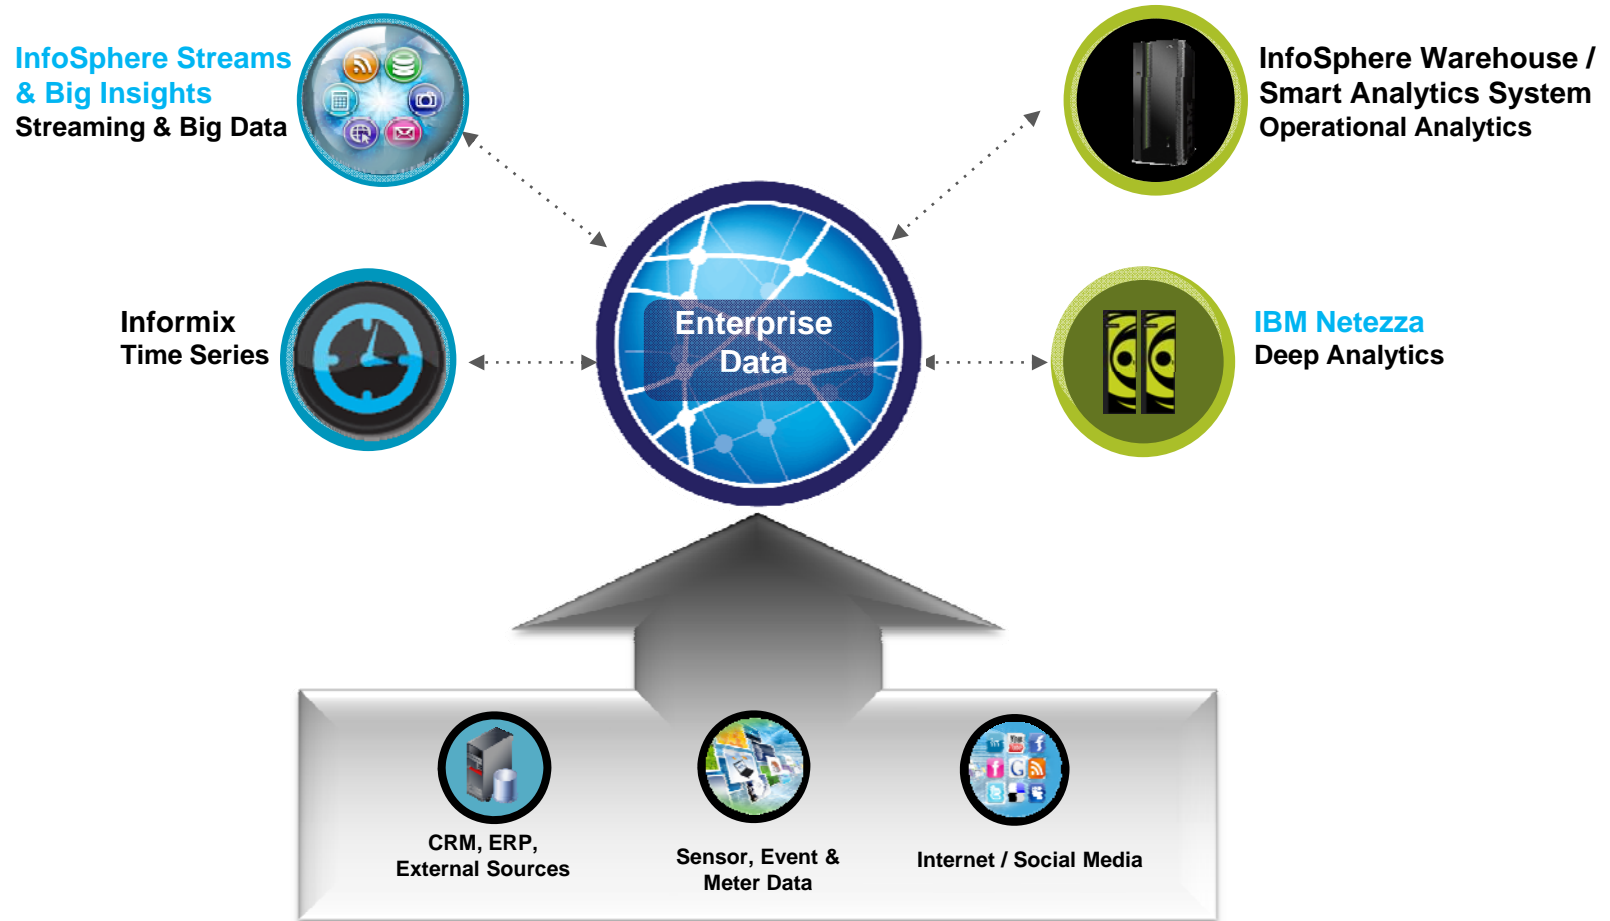 InfoSphere Streams
& Big Insights
Streaming & Big Data
InfoSphere Warehouse /
Smart Analytics System
Operational Analytics
Informix
Time Series
Enterprise
Data
IBM Netezza
Deep Analytics
CRM, ERP,
External Sources
Sensor, Event &
Meter Data
Internet / Social Media